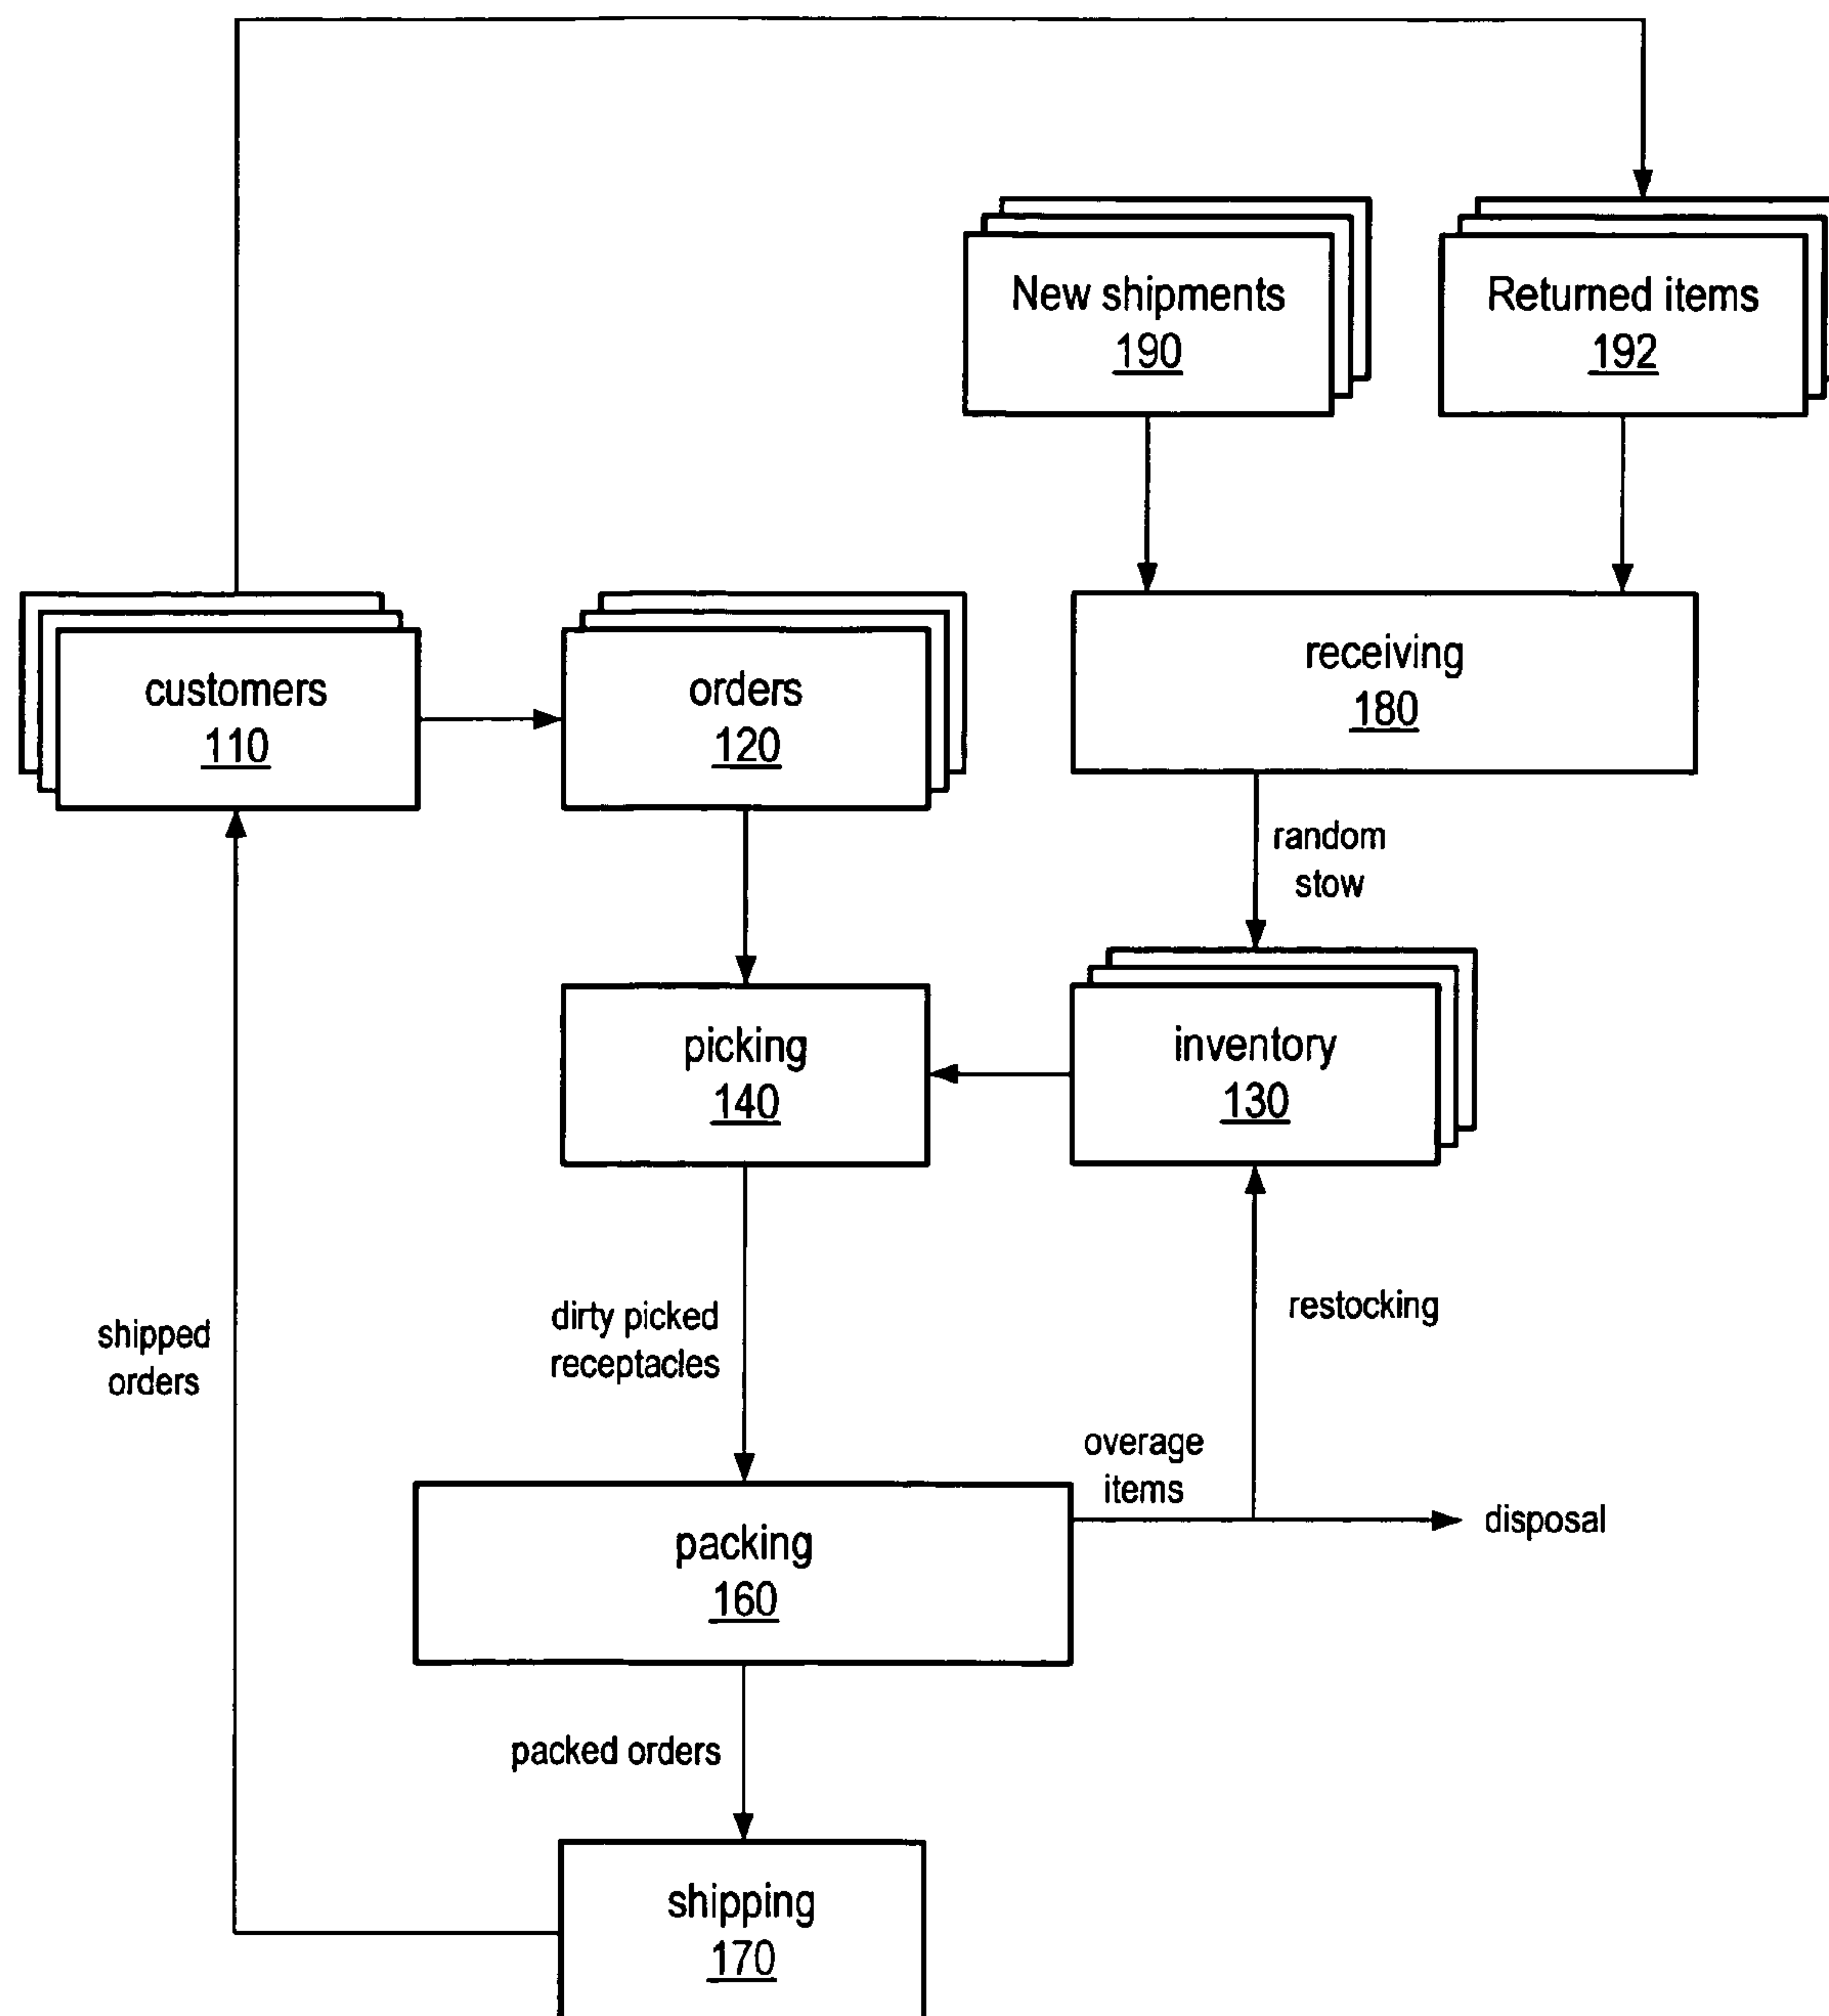 New shipments
190
Returned items
192
customers
110
orders
120
receiving
180
random
stow
picking
140
inventory
130
shipped
orders
dirty picked
receptacles
restocking
overage
items
disposal
packing
160
packed orders
shipping
170